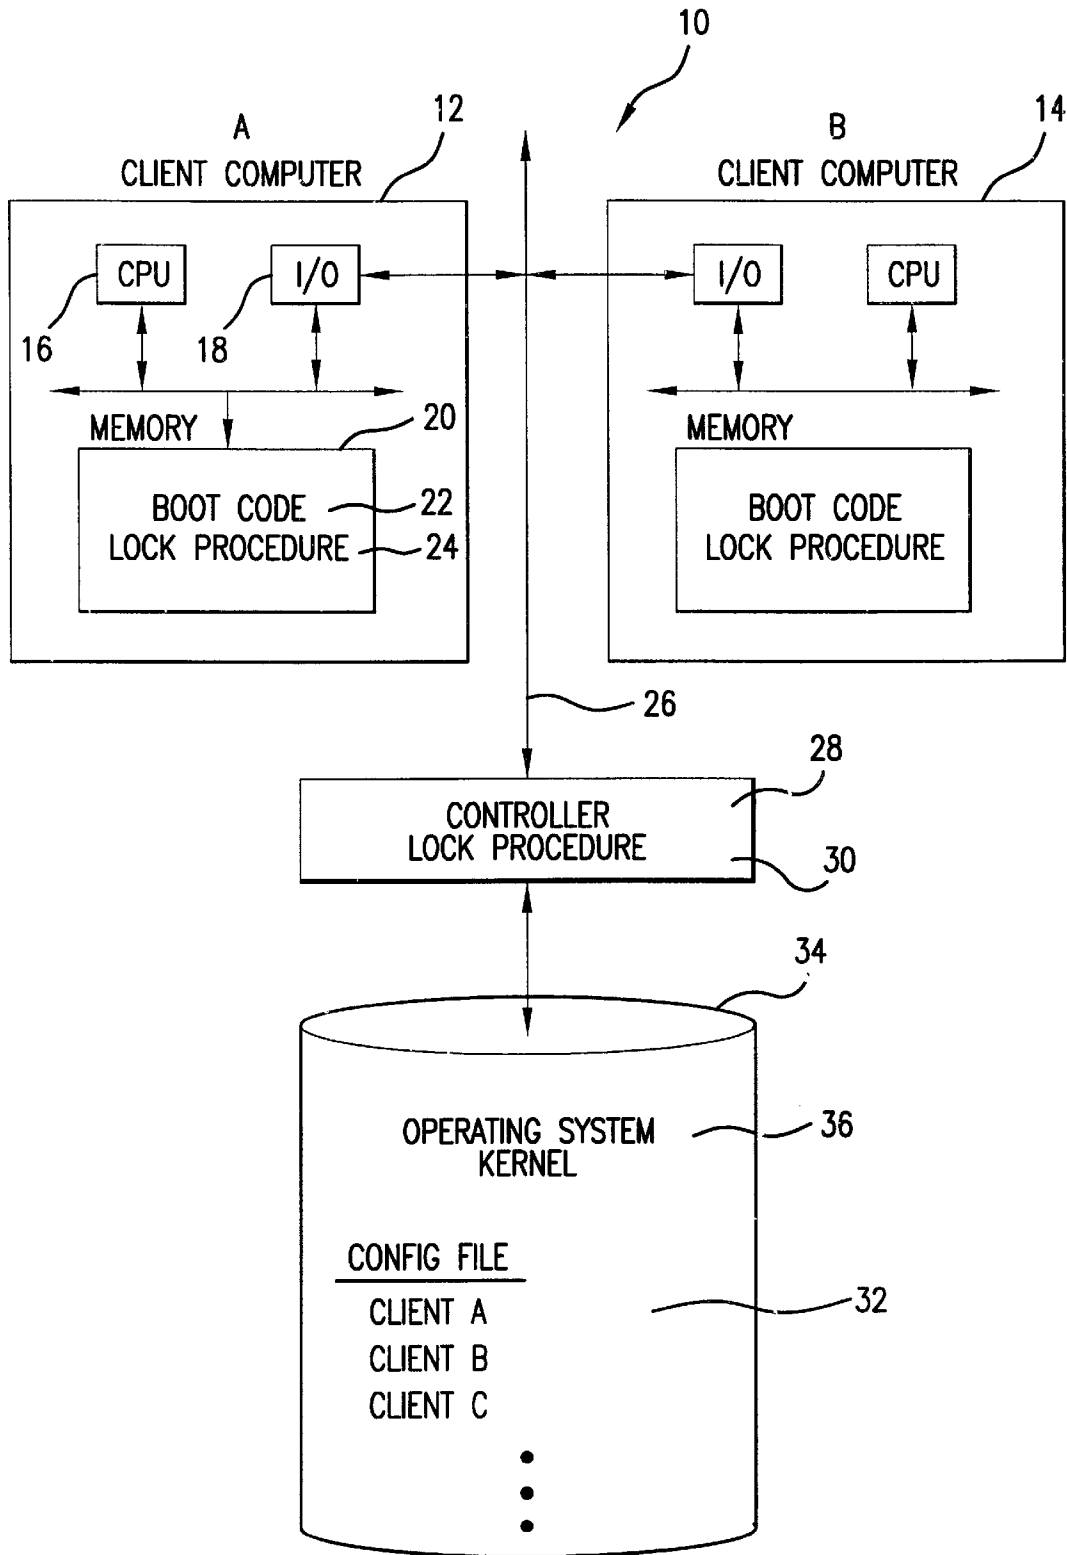 10
A
12
B
14
CLIENT COMPUTER
CLIENT COMPUTER
CPU
I/O
I/O
CPU
16
18
MEMORY
20
MEMORY
BOOT CODE
22
LOCK PROCEDURE
24
BOOT CODE
LOCK PROCEDURE
26
28
CONTROLLER
LOCK PROCEDURE
30
34
OPERATING SYSTEM
KERNEL
36
CONFIG FILE
CLIENT A
CLIENT B
CLIENT C
32